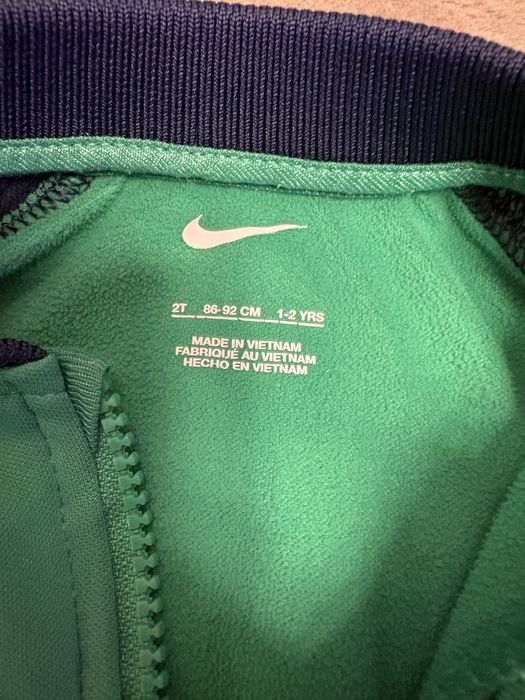 2T 86-92 CM 1-2 YRS
MADE IN VIETNAM
FABRIQUÉ AU VIETNAM
HECHO EN VIETNAM